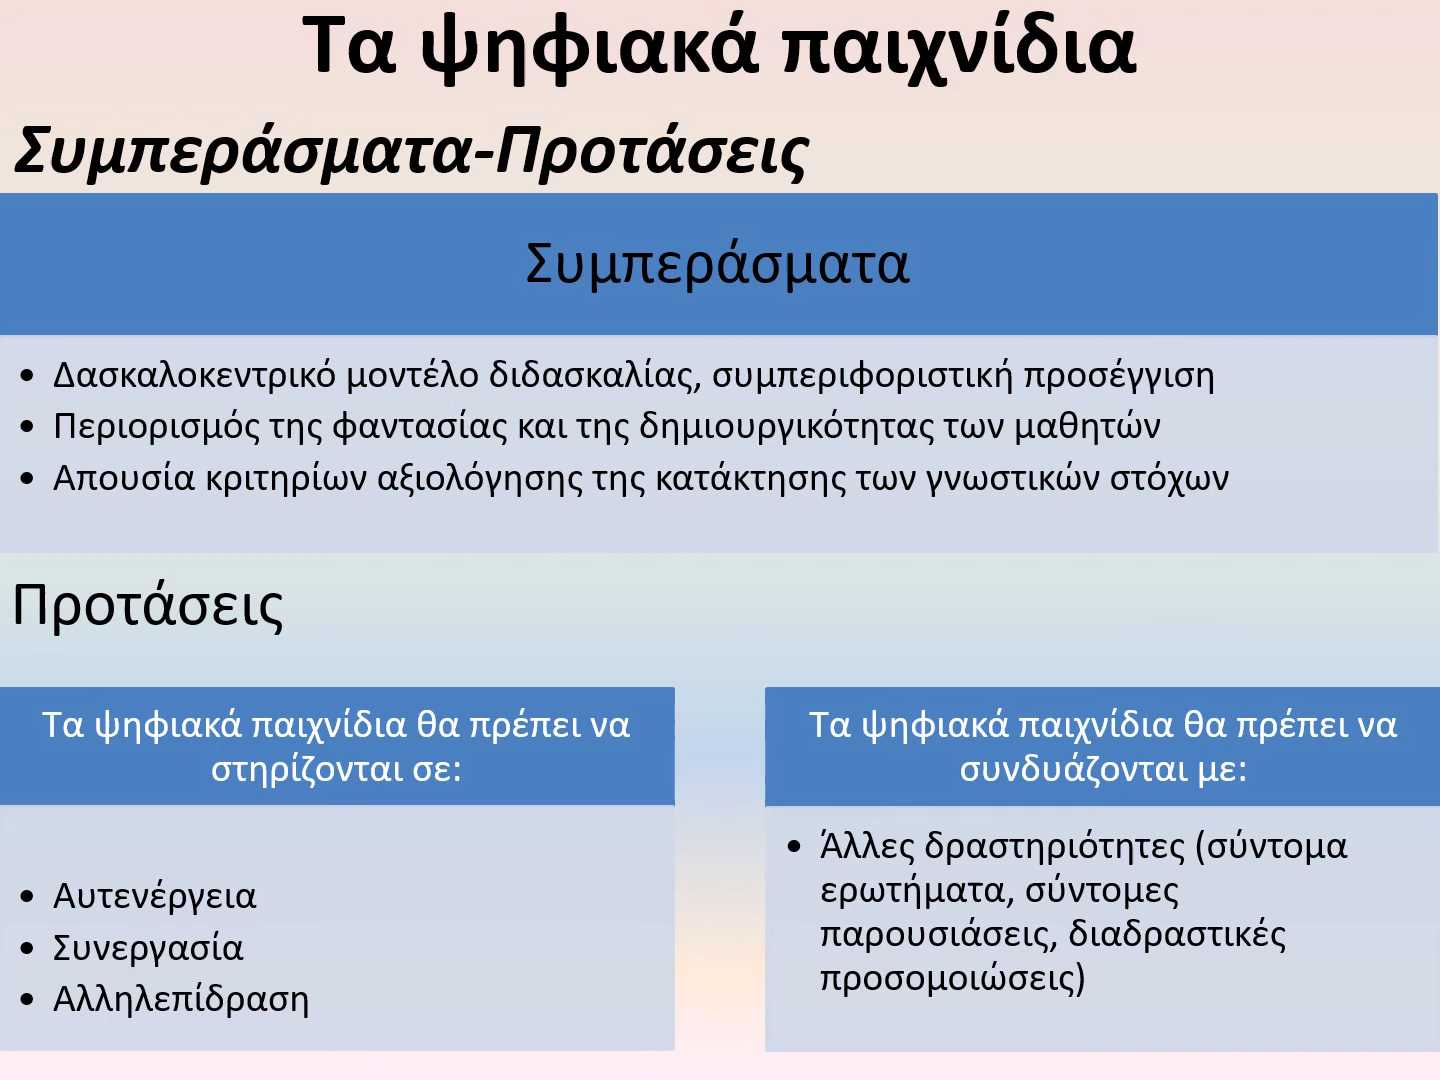 Τα ψηφιακά παιχνίδια
Συμπεράσματα-Προτάσεις
Συμπεράσματα
• Δασκαλοκεντρικό μοντέλο διδασκαλίας, συμπεριφοριστική προσέγγιση
• Περιορισμός της φαντασίας και της δημιουργικότητας των μαθητών
• Απουσία κριτηρίων αξιολόγησης της κατάκτησης των γνωστικών στόχων
Προτάσεις
Τα ψηφιακά παιχνίδια θα πρέπει να
στηρίζονται σε:
• Αυτενέργεια
• Συνεργασία
• Αλληλεπίδραση
Τα ψηφιακά παιχνίδια θα πρέπει να
συνδυάζονται με:
• Άλλες δραστηριότητες (σύντομα
ερωτήματα, σύντομες
παρουσιάσεις, διαδραστικές
προσομοιώσεις)